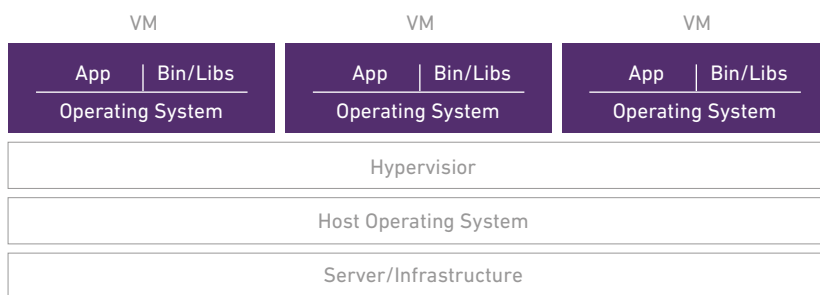 VM VM VM
App | Bin/Libs App | Bin/Libs App | Bin/Libs
Operating System Operating System Operating System
Hypervisior
Host Operating System
Server/Infrastructure